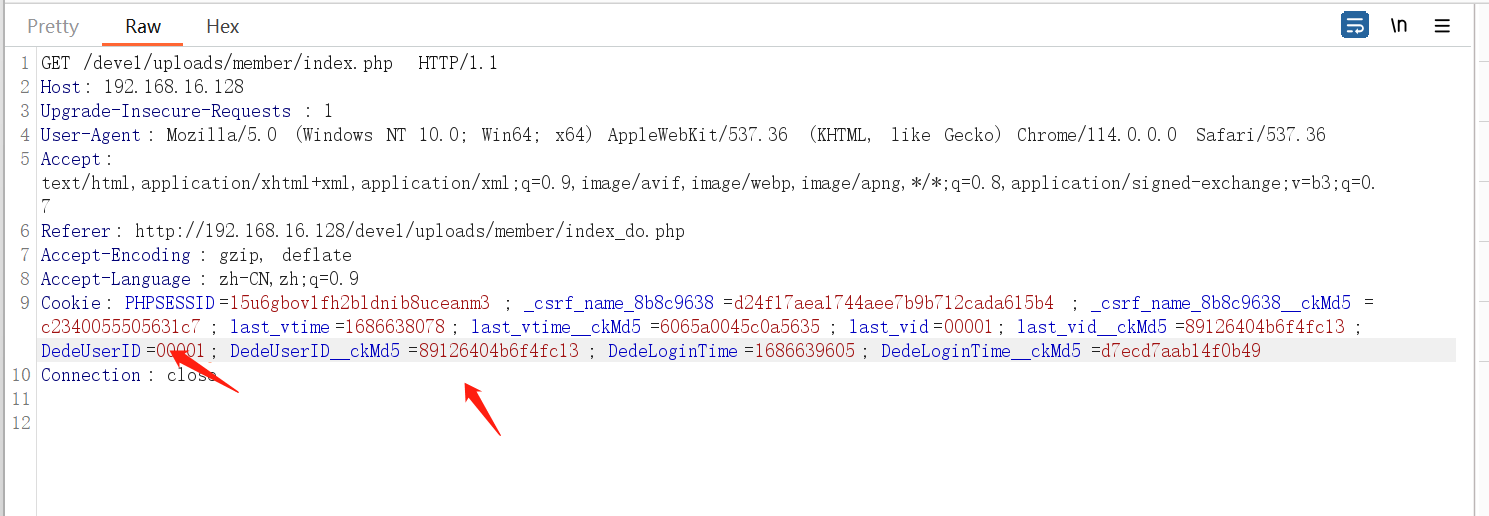 Pretty Raw Hex \n
1 GET /deve1/uploads/member/index.php HTTP/1.1
2 Host: 192.168.16.128
3 Upgrade-Insecure-Requests : 1
4 User-Agent: Mozilla/5.0 (Windows NT 10.0; Win64; x64) AppleWebKit/537.36 (KHTML, like Gecko) Chrome/114.0.0.0 Safari/537.36
5 Accept:
text/html,application/xhtml+xml,application/xml;q=0.9,image/avif,image/webp,image/apng,*/*;q=0.8,application/signed-exchange;v=b3;q=0.
7
6 Referer: http://192.168.16.128/deve1/uploads/member/index_do.php
7 Accept-Encoding : gzip, deflate
8 Accept-Language : zh-CN,zh;q=0.9
9 Cookie: PHPSESSID=15u6gbov1fh2bldnib8uceanm3 ; _csrf_name_8b8c9638 =d24f17aea1744aee7b9b712cada615b4 ; _csrf_name_8b8c9638__ckMd5 =
c2340055505631c7 ; last_vtime=1686638078; last_vtime__ckMd5 =6065a0045c0a5635 ; last_vid=00001; last_vid__ckMd5 =89126404b6f4fc13 ;
DedeUserID=00001; DedeUserID__ckMd5 =89126404b6f4fc13 ; DedeLoginTime=1686639605; DedeLoginTime__ckMd5 =d7ecd7aab14f0b49
10 Connection: close
11
12